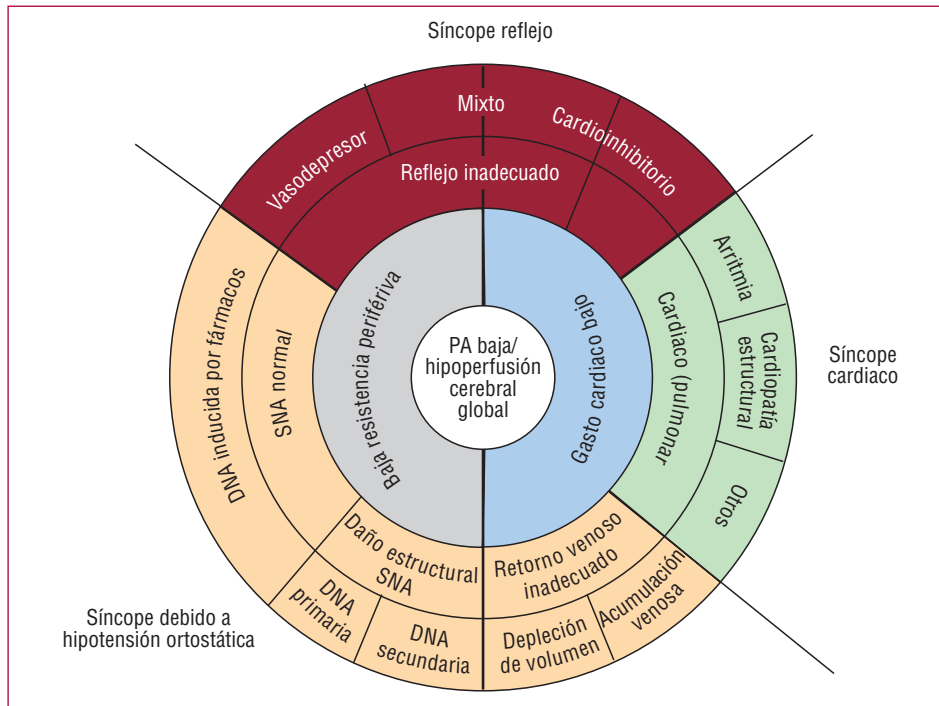 Síncope reflejo
Mixto
Vasodepresor
Cardioinhibitorio
Reflejo inadecuado
DNA inducida por fármacos
SNA normal
Baja resistencia perifériva
PA baja/
hipoperfusión
cerebral
global
Gasto cardiaco bajo
Cardiaco (pulmonar
Arritmia
Cardiopatía
estructural
Otros
Síncope
cardiaco
Daño estructural
SNA
Retorno venoso
inadecuado
DNA
primaria
DNA
secundaria
Depleción
de volumen
Acumulación
venosa
Síncope debido a
hipotensión ortostática